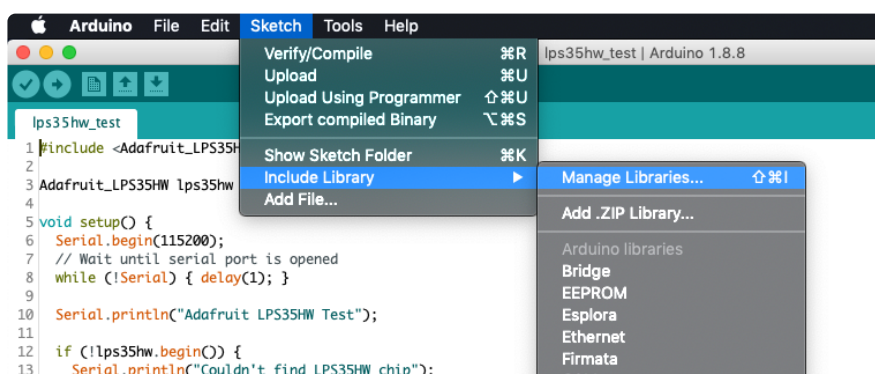 Arduino File Edit Sketch Tools Help
lps35hw_test | Arduino 1.8.8
Verify/Compile ⌘R
Upload ⌘U
Upload Using Programmer ⇧⌘U
Export compiled Binary ⌥⌘S
Show Sketch Folder ⌘K
Include Library ▶
Add File...
Manage Libraries... ⇧⌘I
Add .ZIP Library...
Arduino libraries
Bridge
EEPROM
Esplora
Ethernet
Firmata
lps35hw_test
1 #include <Adafruit_LPS35H
2
3 Adafruit_LPS35HW lps35hw
4
5 void setup() {
6 Serial.begin(115200);
7 // Wait until serial port is opened
8 while (!Serial) { delay(1); }
9
10 Serial.println("Adafruit LPS35HW Test");
11
12 if (!lps35hw.begin()) {
13 Serial.println("Couldn't find LPS35HW chip");